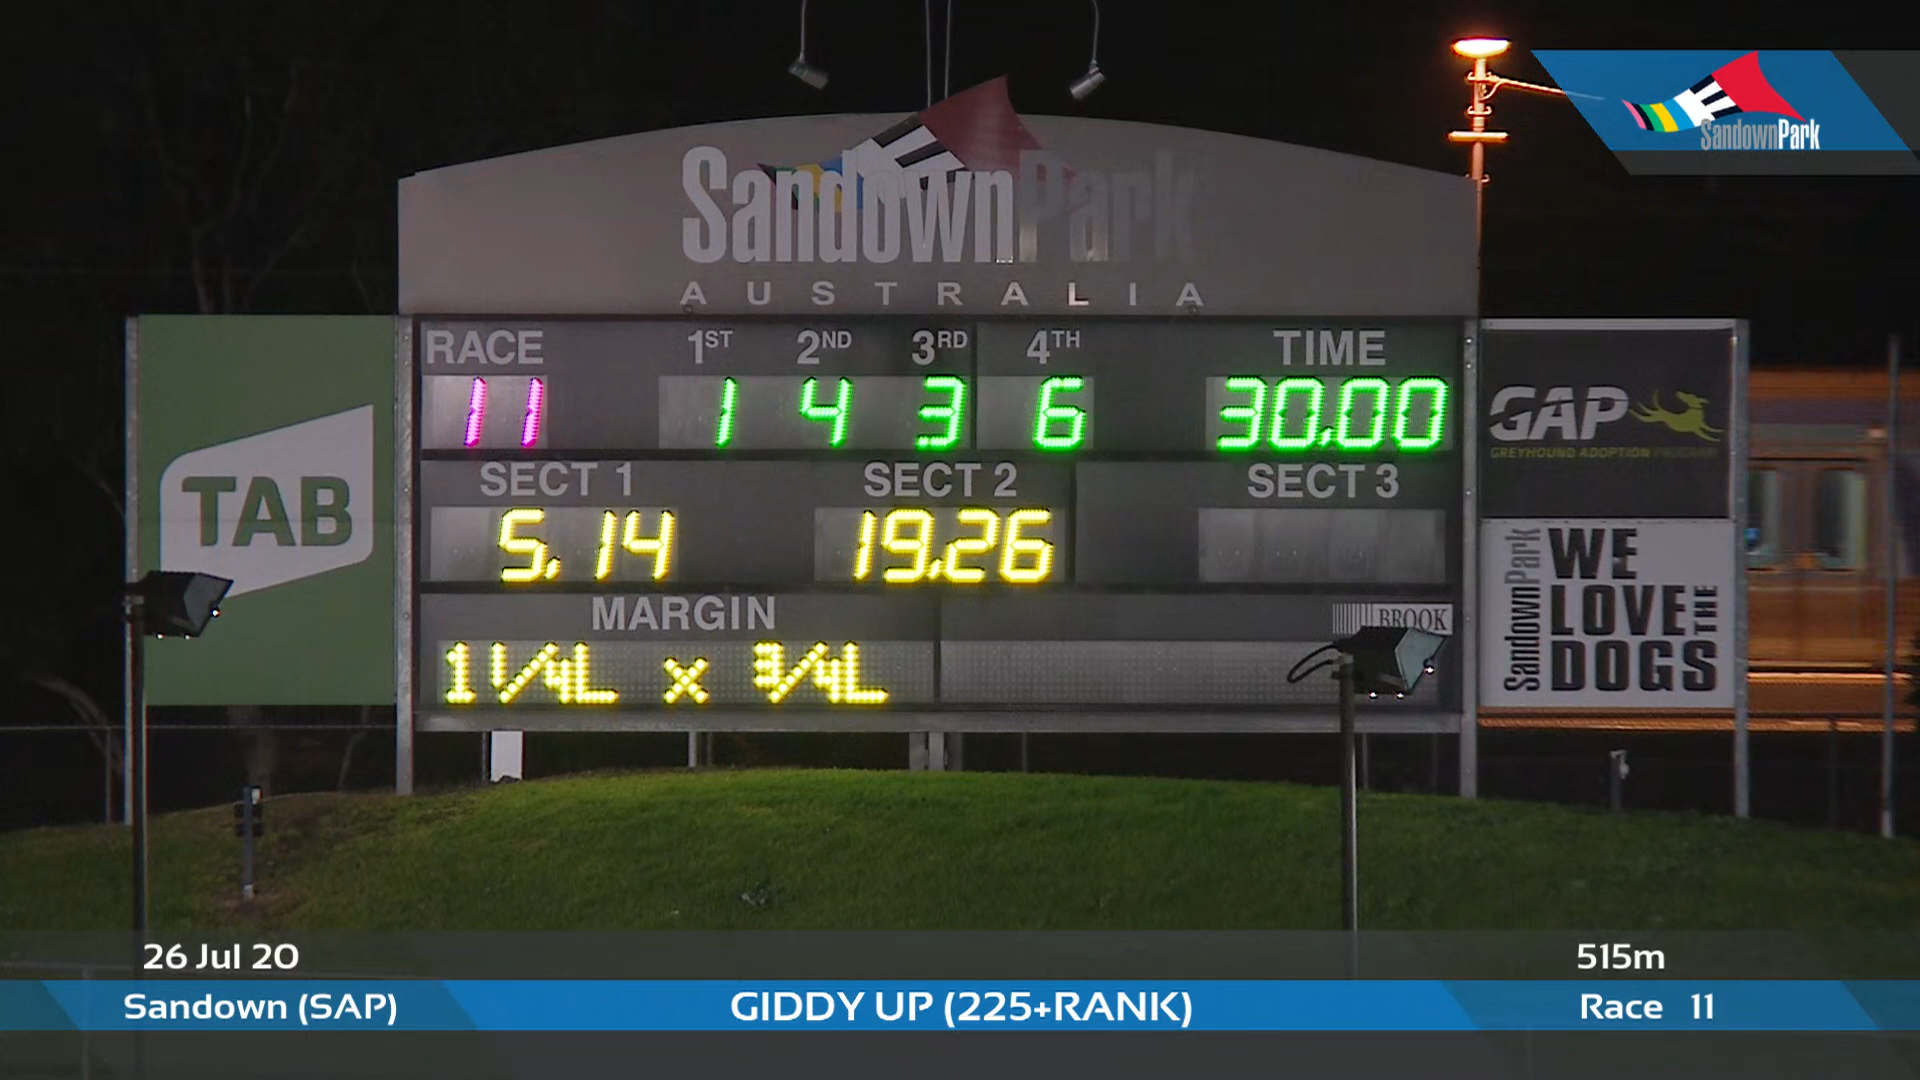 SandownPark
SandownPark
AUSTRALIA
RACE 1ST 2ND 3RD 4TH TIME
11 1 4 3 6 30.00
SECT 1 SECT 2 SECT 3
5.14 19.26
MARGIN
1 1/4L x 3/4L
BROOK
TAB
GAP
GREYHOUND ADOPTION PROGRAM
SandownPark
WE
LOVE THE
DOGS
26 Jul 20 515m
Sandown (SAP) GIDDY UP (225+RANK) Race 11